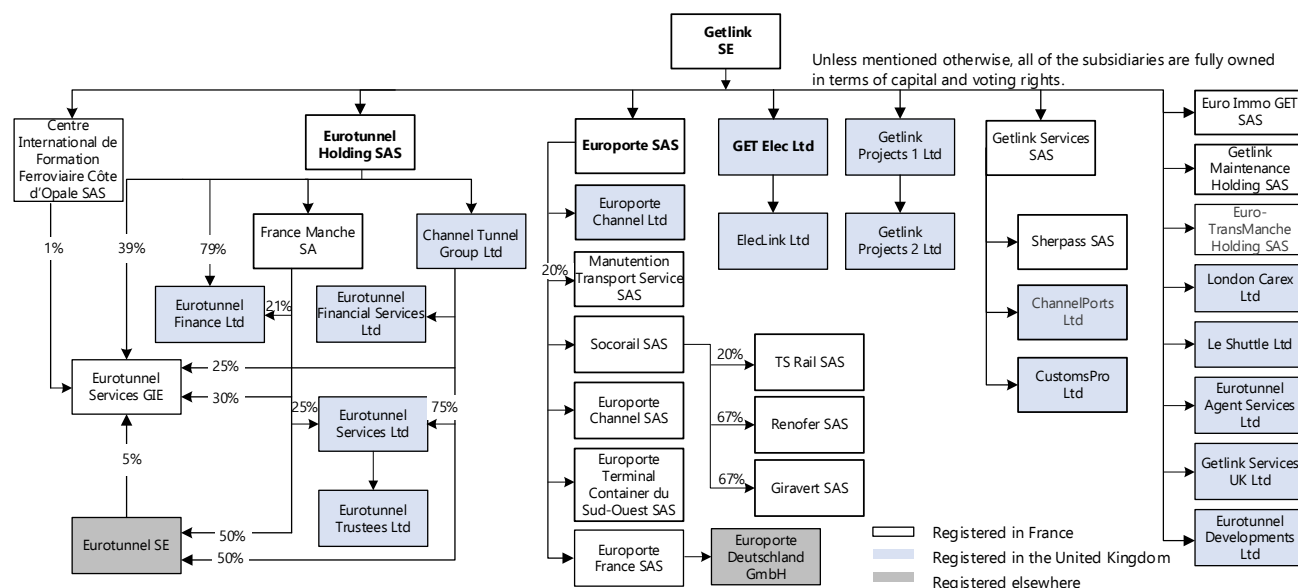 Getlink
SE
Unless mentioned otherwise, all of the subsidiaries are fully owned
in terms of capital and voting rights.
Centre
International de
Formation
Ferroviaire Côte
d'Opale SAS
Eurotunnel
Holding SAS
Europorte SAS
GET Elec Ltd
Getlink
Projects 1 Ltd
Getlink Services
SAS
Euro Immo GET
SAS
Getlink
Maintenance
Holding SAS
Euro-
TransManche
Holding SAS
London Carex
Ltd
Le Shuttle Ltd
Eurotunnel
Agent Services
Ltd
Getlink Services
UK Ltd
Eurotunnel
Developments
Ltd
1%
39%
79%
France Manche
SA
Channel Tunnel
Group Ltd
Eurotunnel
Finance Ltd
21%
Eurotunnel
Financial Services
Ltd
Eurotunnel
Services GIE
25%
30%
25%
Eurotunnel
Services Ltd
75%
5%
Eurotunnel
Trustees Ltd
Eurotunnel SE
50%
50%
Europorte
Channel Ltd
20%
Manutention
Transport Service
SAS
Socorail SAS
Europorte
Channel SAS
Europorte
Terminal
Container du
Sud-Ouest SAS
Europorte
France SAS
20%
TS Rail SAS
67%
Renofer SAS
67%
Giravert SAS
Europorte
Deutschland
GmbH
ElecLink Ltd
Getlink
Projects 2 Ltd
Sherpass SAS
ChannelPorts
Ltd
CustomsPro
Ltd
Registered in France
Registered in the United Kingdom
Registered elsewhere